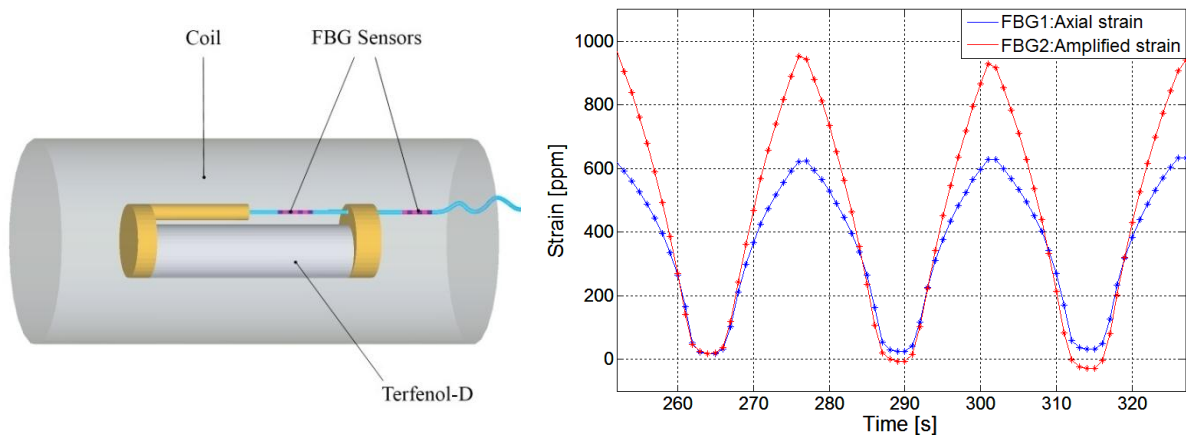 Coil
FBG Sensors
Terfenol-D
FBG1:Axial strain
FBG2:Amplified strain
1000
800
600
400
200
0
Strain [ppm]
260 270 280 290 300 310 320
Time [s]